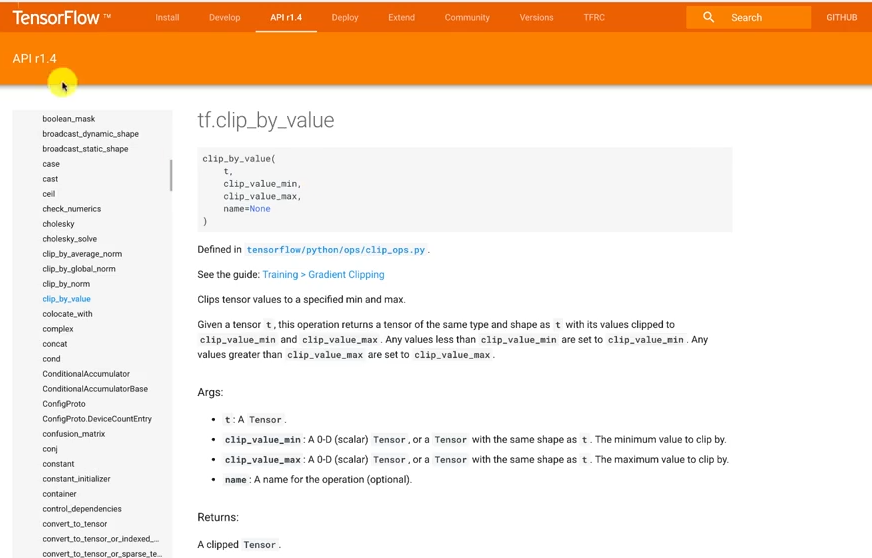 TensorFlow ™ Install Develop API r1.4 Deploy Extend Community Versions TFRC Search GITHUB
API r1.4
boolean_mask
broadcast_dynamic_shape
broadcast_static_shape
case
cast
ceil
check_numerics
cholesky
cholesky_solve
clip_by_average_norm
clip_by_global_norm
clip_by_norm
clip_by_value
colocate_with
complex
concat
cond
ConditionalAccumulator
ConditionalAccumulatorBase
ConfigProto
ConfigProto.DeviceCountEntry
confusion_matrix
conj
constant
constant_initializer
container
control_dependencies
convert_to_tensor
convert_to_tensor_or_indexed_...
convert_to_tensor_or_sparse_te...
tf.clip_by_value
clip_by_value(
t,
clip_value_min,
clip_value_max,
name=None
)
Defined in tensorflow/python/ops/clip_ops.py.
See the guide: Training > Gradient Clipping
Clips tensor values to a specified min and max.
Given a tensor t, this operation returns a tensor of the same type and shape as t with its values clipped to
clip_value_min and clip_value_max. Any values less than clip_value_min are set to clip_value_min. Any
values greater than clip_value_max are set to clip_value_max.
Args:
• t: A Tensor.
• clip_value_min: A 0-D (scalar) Tensor, or a Tensor with the same shape as t. The minimum value to clip by.
• clip_value_max: A 0-D (scalar) Tensor, or a Tensor with the same shape as t. The maximum value to clip by.
• name: A name for the operation (optional).
Returns:
A clipped Tensor.